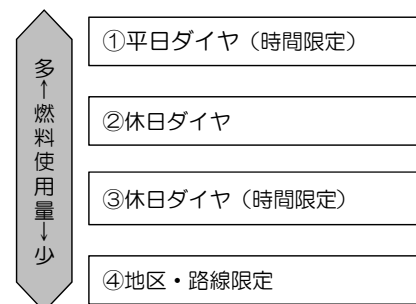 多←燃料使用量→少
①平日ダイヤ（時間限定）
②休日ダイヤ
③休日ダイヤ（時間限定）
④地区・路線限定